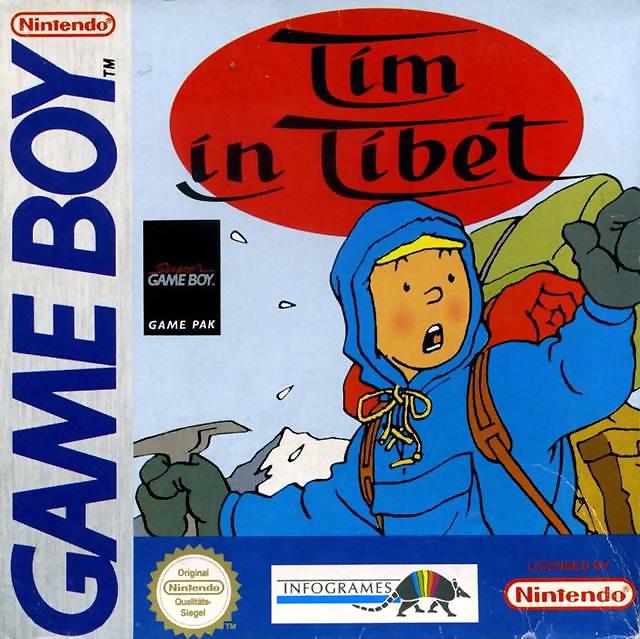 Nintendo®
GAME BOY™
Tim
in Tibet
Super
GAME BOY.
GAME PAK
Original
Nintendo
Qualitäts-
Siegel
TM
INFOGRAMES
LICENSED BY
Nintendo®